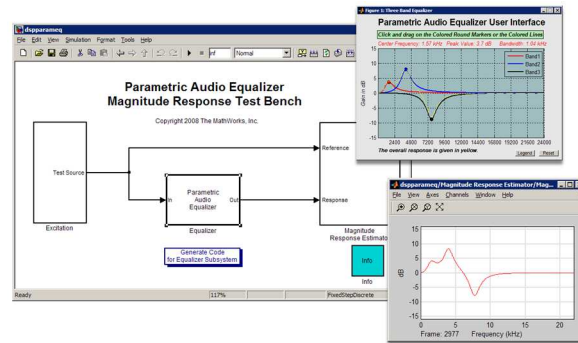 dspparameq
File Edit View Simulation Format Tools Help
inf Normal
Parametric Audio Equalizer
Magnitude Response Test Bench
Copyright 2008 The MathWorks, Inc.
Test Source
Excitation
In
Parametric
Audio
Equalizer
Out
Equalizer
Generate Code
for Equalizer Subsystem
Reference
Response
Magnitude
Response Estimator
Info
Info
Ready 117% FixedStepDiscrete
Figure 1: Three-Band Equalizer
Parametric Audio Equalizer User Interface
Click and drag on the Colored Round Markers or the Colored Lines
Center Frequency: 1.57 kHz Peak Value: 3.7 dB Bandwidth: 1.84 kHz
Gain in dB
15
10
5
0
-5
-10
-15
Band1
Band2
Band3
2400 4800 7200 9600 12000 14400 16800 19200 21600 24000
The overall response is given in yellow.
Legend Reset
dspparameq/Magnitude Response Estimator/Mag...
File View Axes Channels Window Help
dB
15
10
5
0
-5
-10
-15
0 5 10 15 20
Frame: 2977 Frequency (kHz)